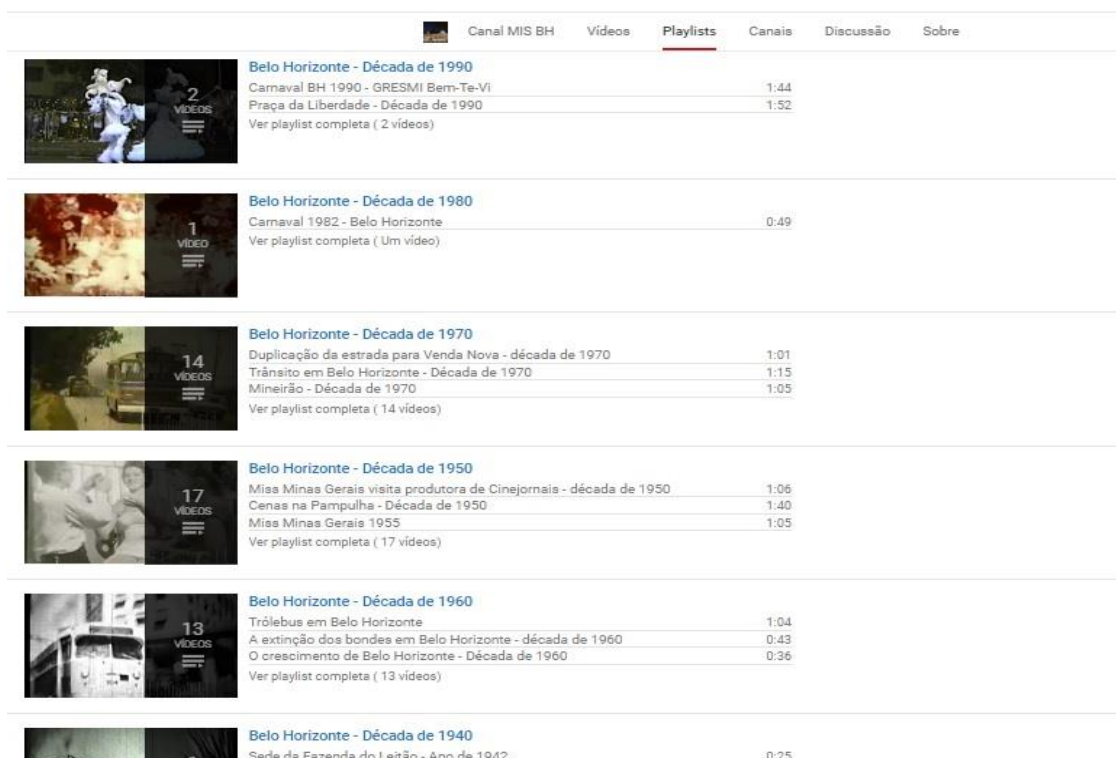 Canal MIS BH Vídeos Playlists Canais Discussão Sobre
Belo Horizonte - Década de 1990
Carnaval BH 1990 - GRESMI Bem-Te-Vi 1:44
Praça da Liberdade - Década de 1990 1:52
Ver playlist completa ( 2 vídeos)
2
VÍDEOS
Belo Horizonte - Década de 1980
Carnaval 1982 - Belo Horizonte 0:49
Ver playlist completa ( Um vídeo)
1
VÍDEO
Belo Horizonte - Década de 1970
Duplicação da estrada para Venda Nova - década de 1970 1:01
Trânsito em Belo Horizonte - Década de 1970 1:15
Mineirão - Década de 1970 1:05
Ver playlist completa ( 14 vídeos)
14
VÍDEOS
Belo Horizonte - Década de 1950
Miss Minas Gerais visita produtora de Cinejornais - década de 1950 1:06
Cenas na Pampulha - Década de 1950 1:40
Miss Minas Gerais 1955 1:05
Ver playlist completa ( 17 vídeos)
17
VÍDEOS
Belo Horizonte - Década de 1960
Trólebus em Belo Horizonte 1:04
A extinção dos bondes em Belo Horizonte - década de 1960 0:43
O crescimento de Belo Horizonte - Década de 1960 0:36
Ver playlist completa ( 13 vídeos)
13
VÍDEOS
Belo Horizonte - Década de 1940
Sede da Fazenda do Leitão - Ano de 1942 0:25